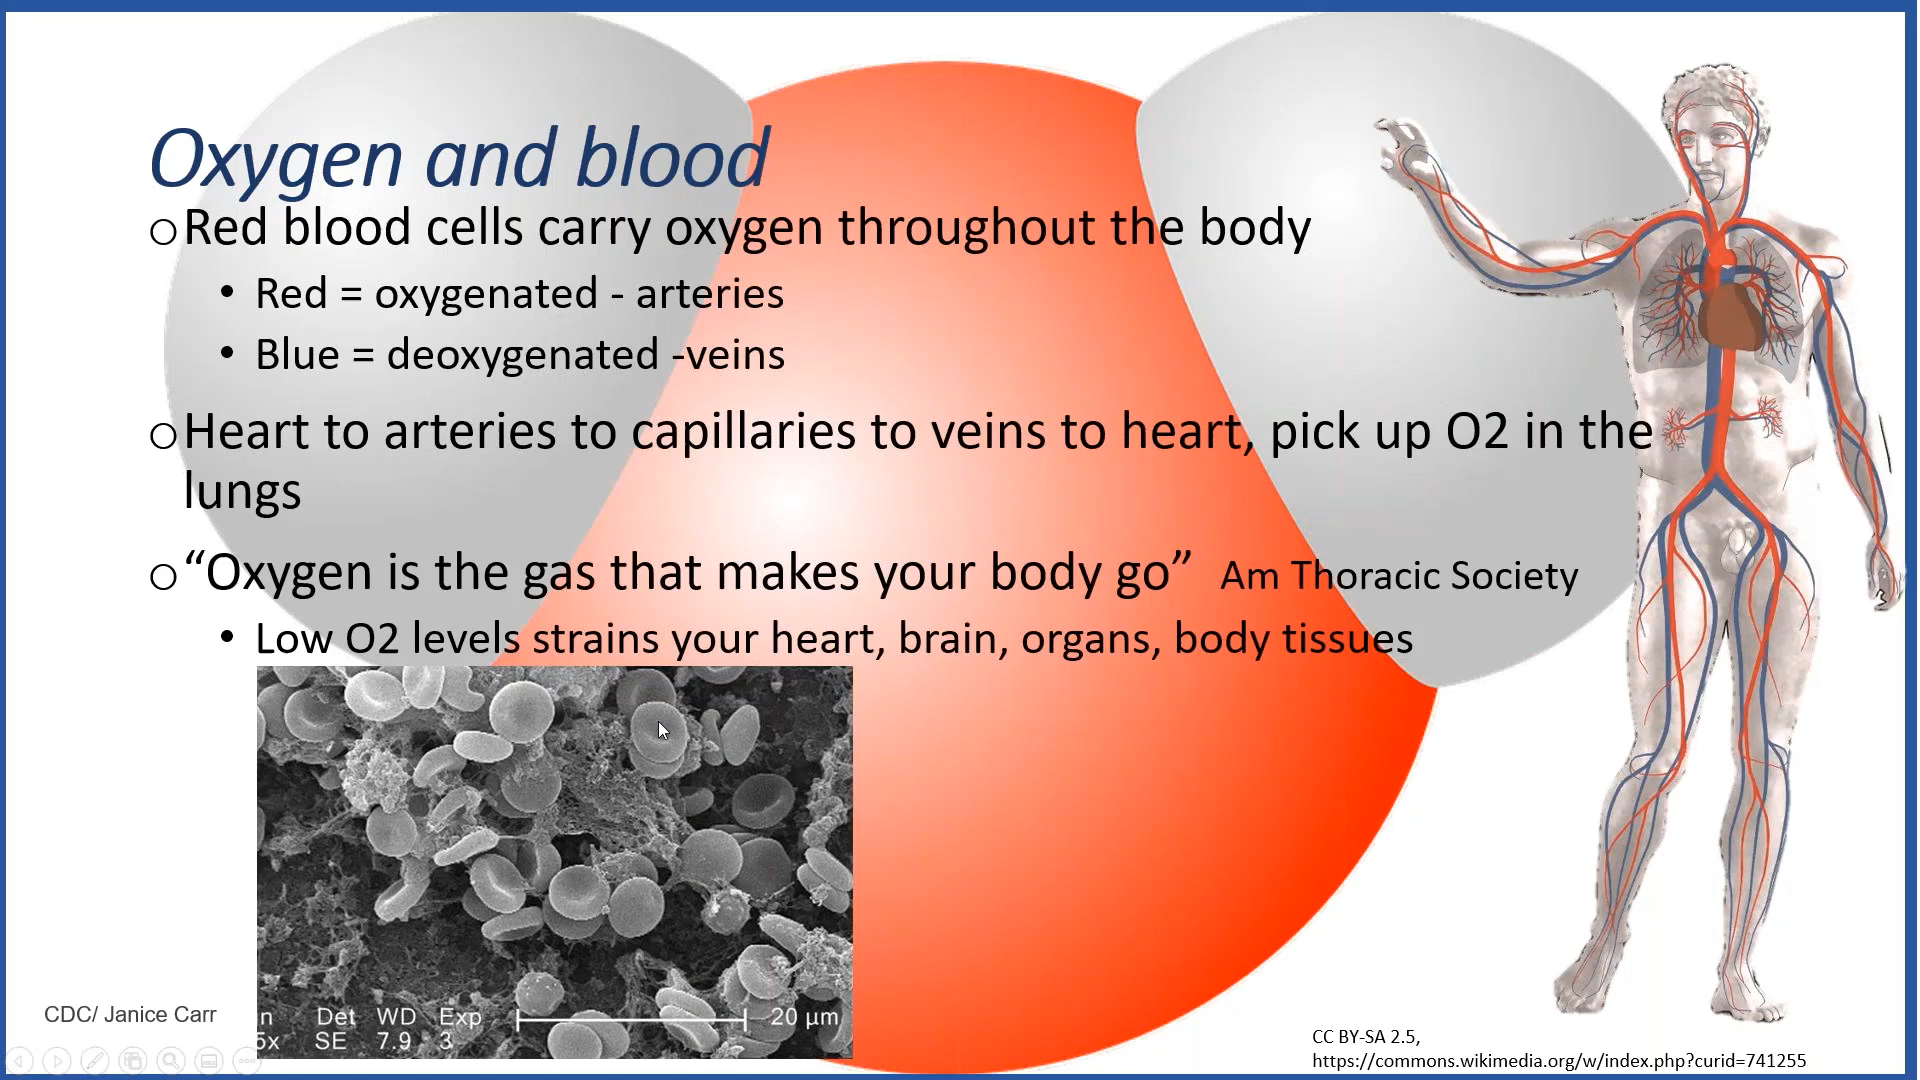 Oxygen and blood
Red blood cells carry oxygen throughout the body
Red = oxygenated - arteries
Blue = deoxygenated -veins
Heart to arteries to capillaries to veins to heart, pick up O2 in the
lungs
“Oxygen is the gas that makes your body go” Am Thoracic Society
Low O2 levels strains your heart, brain, organs, body tissues
CDC/ Janice Carr
n Det WD Exp 20 µm
5x SE 7.9 3
CC BY-SA 2.5,
https://commons.wikimedia.org/w/index.php?curid=741255